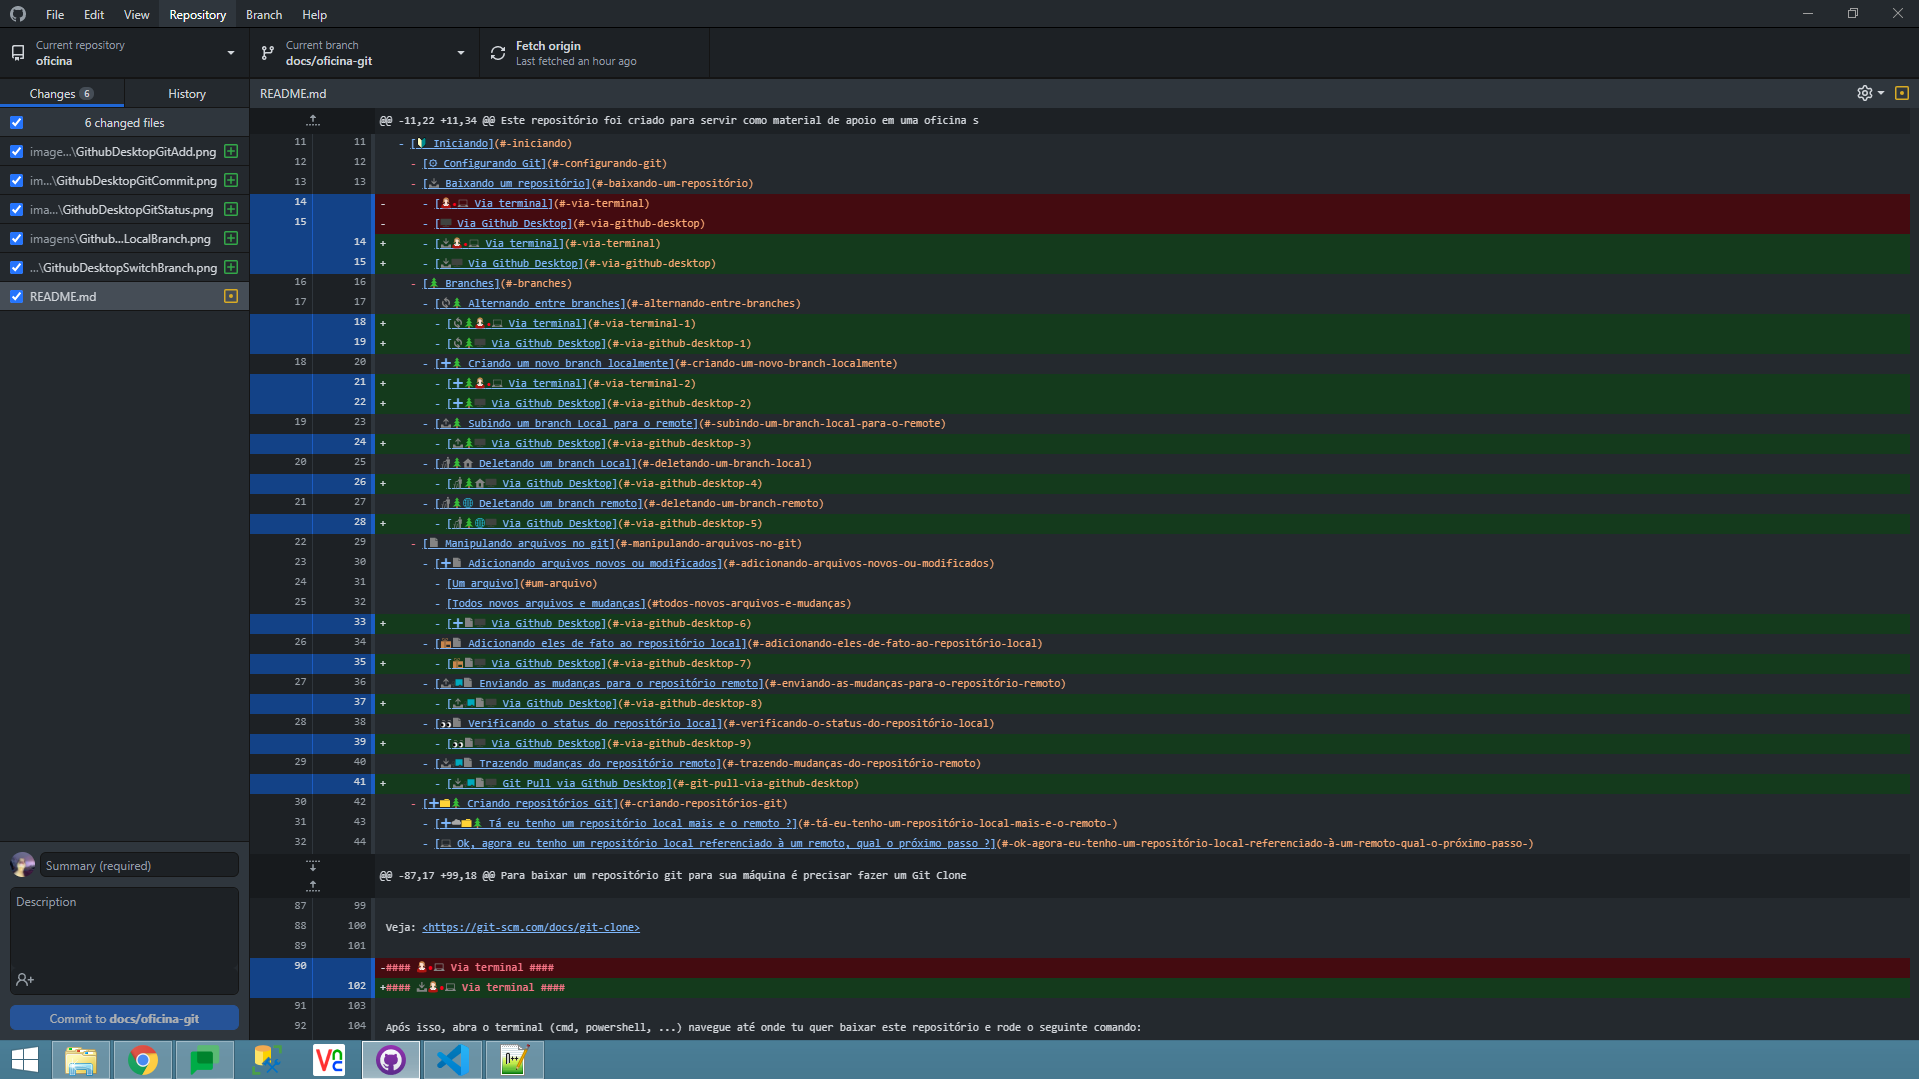 File Edit View Repository Branch Help
Current repository
oficina
Current branch
docs/oficina-git
Fetch origin
Last fetched an hour ago
Changes 6
History
README.md
6 changed files
image...\GithubDesktopGitAdd.png
im...\GithubDesktopGitCommit.png
ima...\GithubDesktopGitStatus.png
imagens\Github...LocalBranch.png
...\GithubDesktopSwitchBranch.png
README.md
Summary (required)
Description
Commit to docs/oficina-git
@@ -11,22 +11,34 @@ Este repositório foi criado para servir como material de apoio em uma oficina s
11 11 - [🔰 Iniciando](#-iniciando)
12 12 - [⚙ Configurando Git](#-configurando-git)
13 13 - [📥 Baixando um repositório](#-baixando-um-repositório)
14 - - [ Via terminal](#-via-terminal)
15 - - [ Via Github Desktop](#-via-github-desktop)
14 + - [ Via terminal](#-via-terminal)
15 + - [ Via Github Desktop](#-via-github-desktop)
16 16 - [🌲 Branches](#-branches)
17 17 - [ Alternando entre branches](#-alternando-entre-branches)
18 + - [ Via terminal](#-via-terminal-1)
19 + - [ Via Github Desktop](#-via-github-desktop-1)
18 20 - [ Criando um novo branch localmente](#-criando-um-novo-branch-localmente)
21 + - [ Via terminal](#-via-terminal-2)
22 + - [ Via Github Desktop](#-via-github-desktop-2)
19 23 - [ Subindo um branch Local para o remote](#-subindo-um-branch-local-para-o-remote)
24 + - [ Via Github Desktop](#-via-github-desktop-3)
20 25 - [ Deletando um branch Local](#-deletando-um-branch-local)
26 + - [ Via Github Desktop](#-via-github-desktop-4)
21 27 - [ Deletando um branch remoto](#-deletando-um-branch-remoto)
28 + - [ Via Github Desktop](#-via-github-desktop-5)
22 29 - [ Manipulando arquivos no git](#-manipulando-arquivos-no-git)
23 30 - [ Adicionando arquivos novos ou modificados](#-adicionando-arquivos-novos-ou-modificados)
24 31 - [Um arquivo](#um-arquivo)
25 32 - [Todos novos arquivos e mudanças](#todos-novos-arquivos-e-mudanças)
33 + - [ Via Github Desktop](#-via-github-desktop-6)
26 34 - [ Adicionando eles de fato ao repositório local](#-adicionando-eles-de-fato-ao-repositório-local)
35 + - [ Via Github Desktop](#-via-github-desktop-7)
27 36 - [ Enviando as mudanças para o repositório remoto](#-enviando-as-mudanças-para-o-repositório-remoto)
37 + - [ Via Github Desktop](#-via-github-desktop-8)
28 38 - [ Verificando o status do repositório local](#-verificando-o-status-do-repositório-local)
39 + - [ Via Github Desktop](#-via-github-desktop-9)
29 40 - [ Trazendo mudanças do repositório remoto](#-trazendo-mudanças-do-repositório-remoto)
41 + - [ Git Pull via Github Desktop](#-git-pull-via-github-desktop)
30 42 - [ Criando repositórios Git](#-criando-repositórios-git)
31 43 - [ Tá eu tenho um repositório local mais e o remoto ?](#-tá-eu-tenho-um-repositório-local-mais-e-o-remoto-)
32 44 - [ Ok, agora eu tenho um repositório local referenciado à um remoto, qual o próximo passo ?](#-ok-agora-eu-tenho-um-repositório-local-referenciado-à-um-remoto-qual-o-próximo-passo-)
@@ -87,17 +99,18 @@ Para baixar um repositório git para sua máquina é precisar fazer um Git Clone
87 99
88 100 Veja: <https://git-scm.com/docs/git-clone>
89 101
90 -#### Via terminal ####
102 +#### Via terminal ####
91 103
92 104 Após isso, abra o terminal (cmd, powershell, ...) navegue até onde tu quer baixar este repositório e rode o seguinte comando: